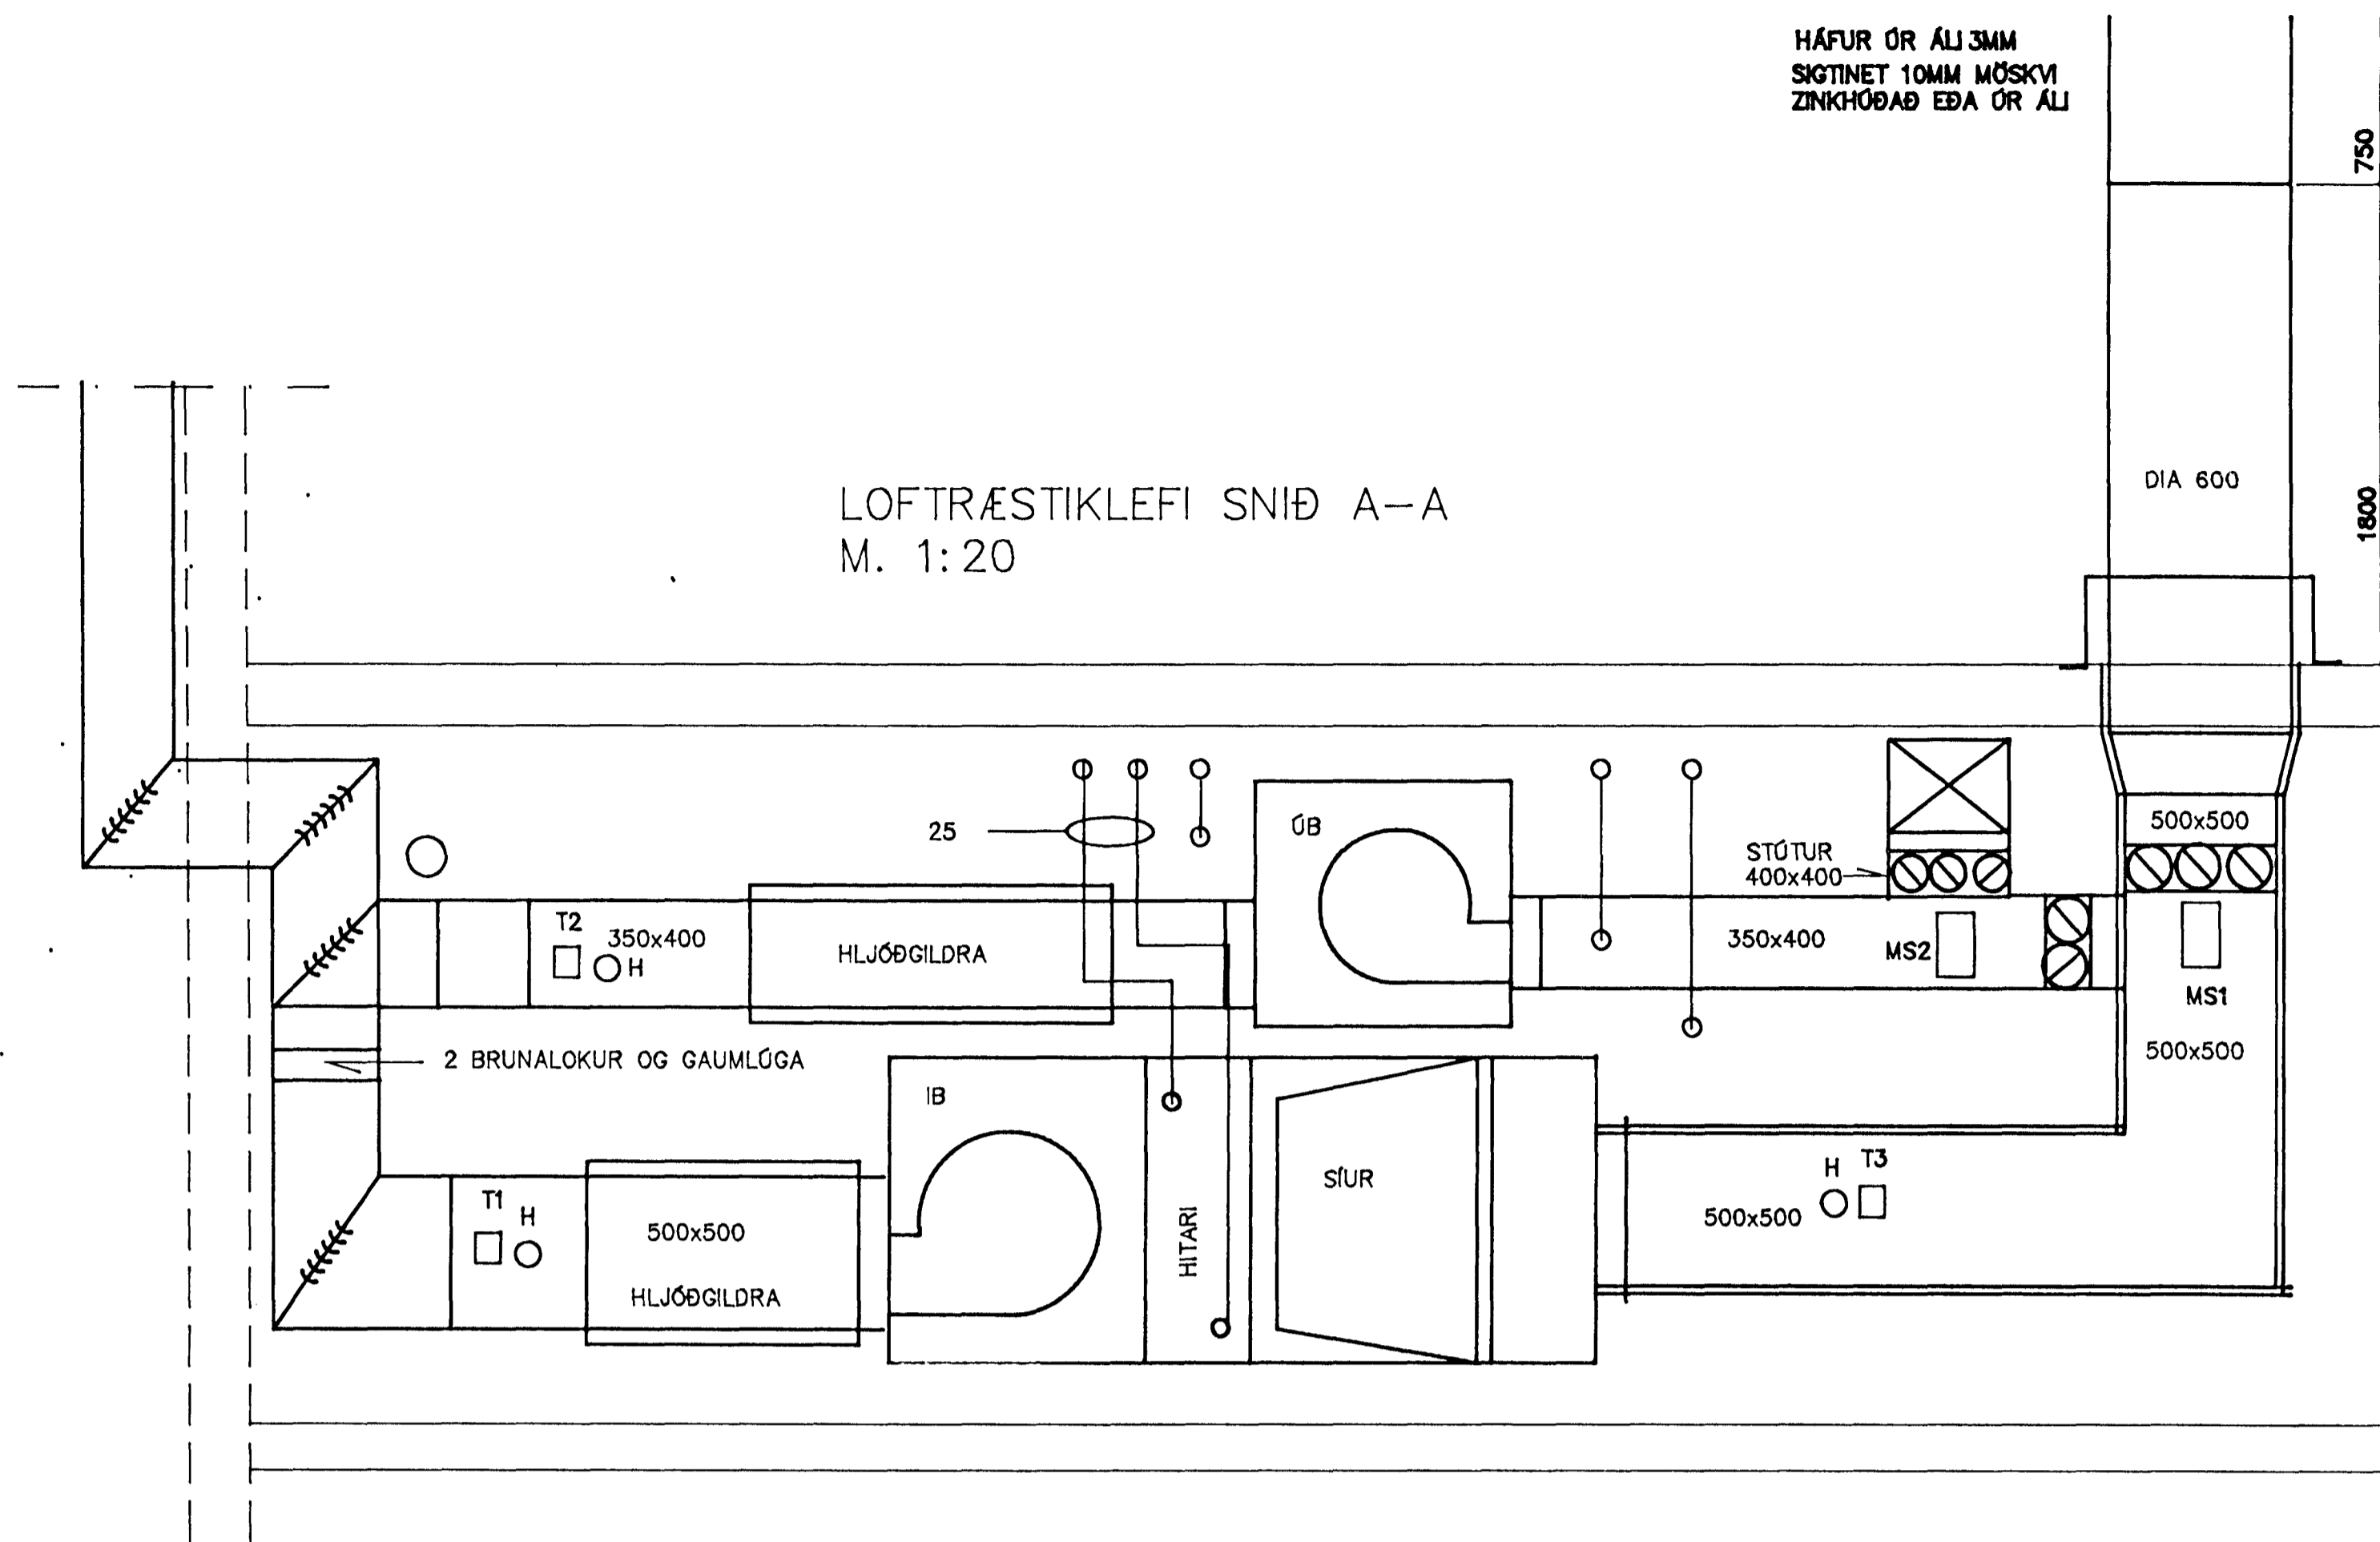 HÁFUR ÚR ÁLI 3MM
SIGTINET 10MM MÖSKVI
ZINKHÚÐAÐ EÐA ÚR ÁLI
750
DIA 600
1800
LOFTRÆSTIKLEFI SNIÐ A-A
M. 1:20
25
ÚB
STÚTUR
400x400
500x500
T2
350x400
H
HLJÓÐGILDRA
350x400
MS2
MS1
500x500
2 BRUNALOKUR OG GAUMLÚGA
IB
T1
H
500x500
HLJÓÐGILDRA
HITARI
SÍUR
H
T3
500x500